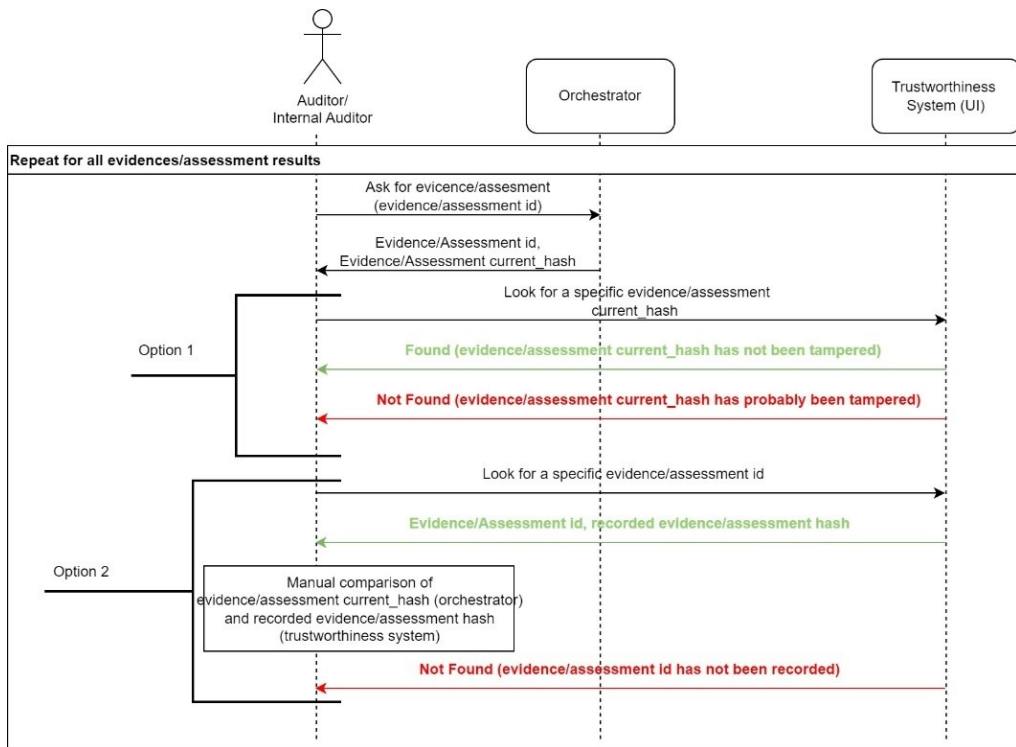 Auditor/
Internal Auditor
Orchestrator
Trustworthiness
System (UI)
Repeat for all evidences/assessment results
Ask for evicence/assesment
(evidence/assessment id)
Evidence/Assessment id,
Evidence/Assessment current_hash
Look for a specific evidence/assessment
current_hash
Option 1
Found (evidence/assessment current_hash has not been tampered)
Not Found (evidence/assessment current_hash has probably been tampered)
Look for a specific evidence/assessment id
Evidence/Assessment id, recorded evidence/assessment hash
Option 2
Manual comparison of
evidence/assessment current_hash (orchestrator)
and recorded evidence/assessment hash
(trustworthiness system)
Not Found (evidence/assessment id has not been recorded)